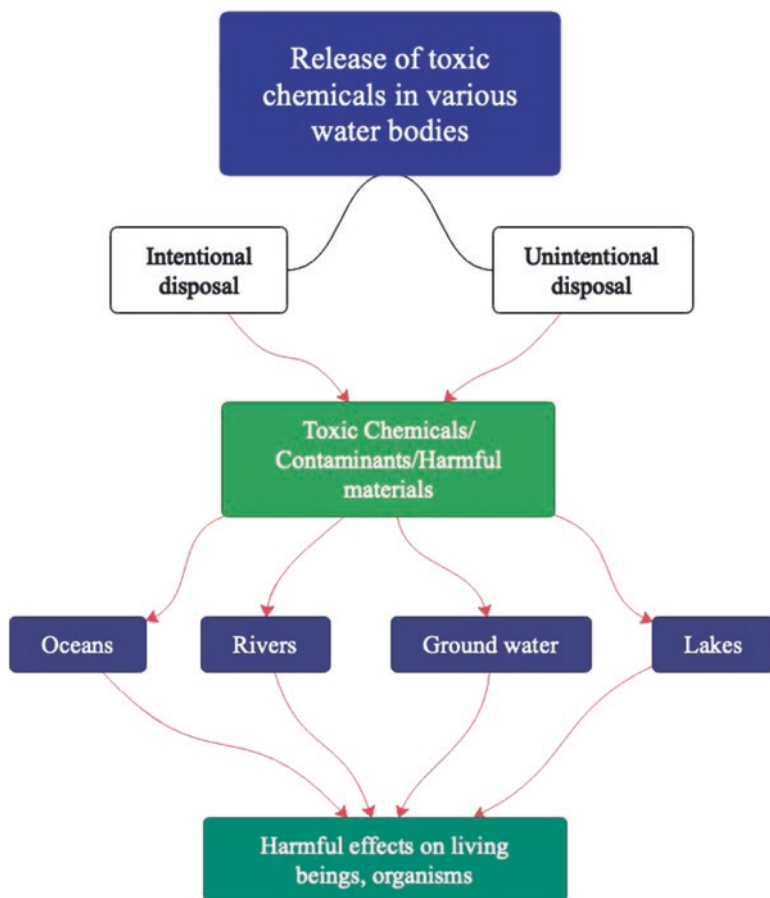 Release of toxic
chemicals in various
water bodies
Intentional
disposal
Unintentional
disposal
Toxic Chemicals/
Contaminants/Harmful
materials
Oceans
Rivers
Ground water
Lakes
Harmful effects on living
beings, organisms